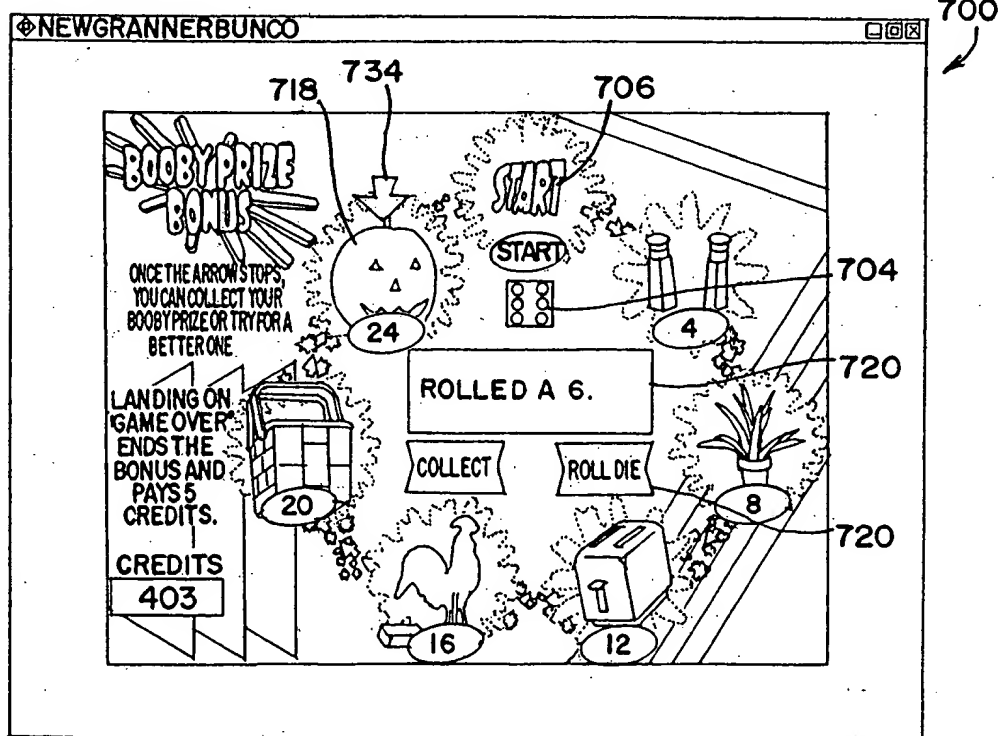 700
NEWGRANNERBUNCO
734
718
706
BOOBY PRIZE
BONUS
START
START
ONCE THE ARROW STOPS,
YOU CAN COLLECT YOUR
BOOBY PRIZE OR TRY FOR A
BETTER ONE
704
24
4
720
ROLLED A 6.
LANDING ON
"GAME OVER"
ENDS THE
BONUS AND
PAYS 5
CREDITS.
COLLECT
ROLL DIE
20
8
720
CREDITS
403
16
12